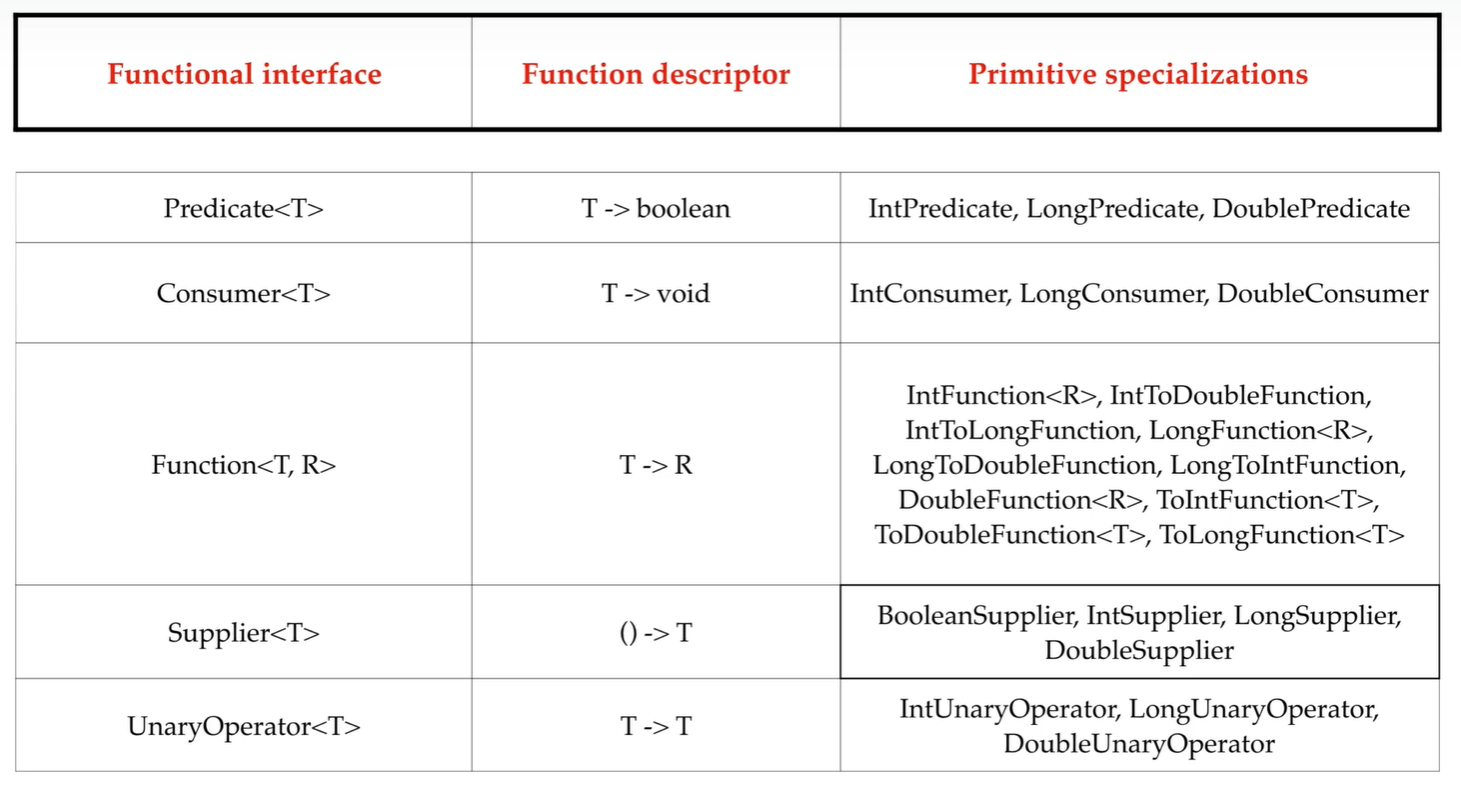 Functional interface
Function descriptor
Primitive specializations
Predicate<T>
T -> boolean
IntPredicate, LongPredicate, DoublePredicate
Consumer<T>
T -> void
IntConsumer, LongConsumer, DoubleConsumer
Function<T, R>
T -> R
IntFunction<R>, IntToDoubleFunction,
IntToLongFunction, LongFunction<R>,
LongToDoubleFunction, LongToIntFunction,
DoubleFunction<R>, ToIntFunction<T>,
ToDoubleFunction<T>, ToLongFunction<T>
Supplier<T>
() -> T
BooleanSupplier, IntSupplier, LongSupplier,
DoubleSupplier
UnaryOperator<T>
T -> T
IntUnaryOperator, LongUnaryOperator,
DoubleUnaryOperator